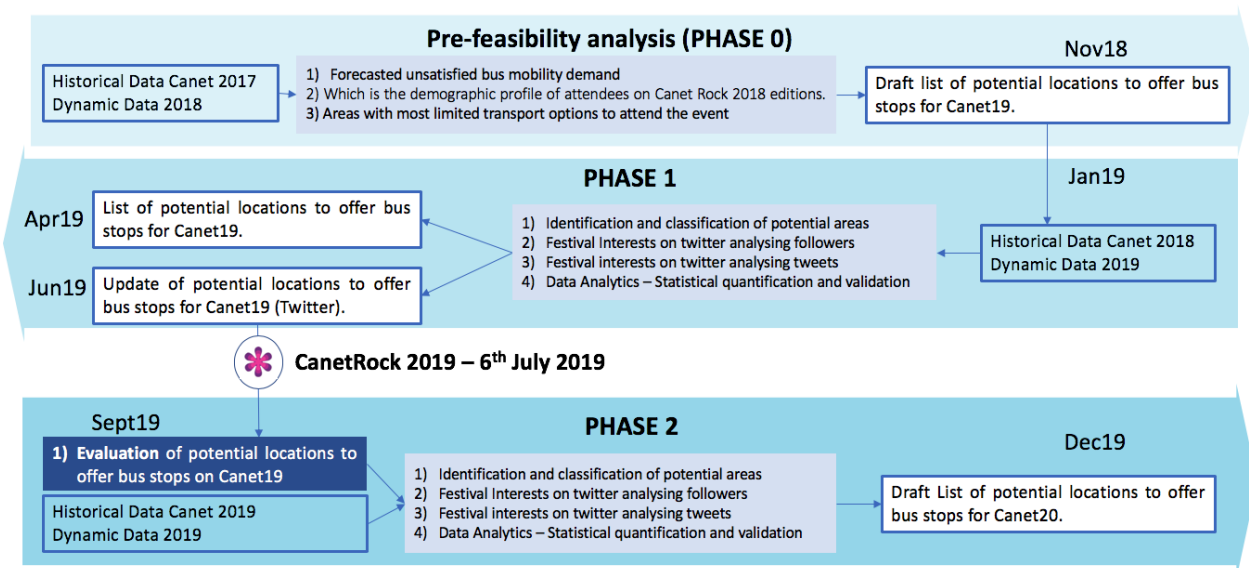 Pre-feasibility analysis (PHASE 0)
Nov18
Historical Data Canet 2017
Dynamic Data 2018
1) Forecasted unsatisfied bus mobility demand
2) Which is the demographic profile of attendees on Canet Rock 2018 editions.
3) Areas with most limited transport options to attend the event
Draft list of potential locations to offer bus
stops for Canet19.
PHASE 1
Jan19
Apr19
List of potential locations to offer bus
stops for Canet19.
1) Identification and classification of potential areas
2) Festival Interests on twitter analysing followers
3) Festival interests on twitter analysing tweets
4) Data Analytics – Statistical quantification and validation
Historical Data Canet 2018
Dynamic Data 2019
Jun19
Update of potential locations to offer
bus stops for Canet19 (Twitter).
CanetRock 2019 – 6th July 2019
Sept19
PHASE 2
Dec19
1) Evaluation of potential locations to
offer bus stops on Canet19
Historical Data Canet 2019
Dynamic Data 2019
1) Identification and classification of potential areas
2) Festival Interests on twitter analysing followers
3) Festival interests on twitter analysing tweets
4) Data Analytics – Statistical quantification and validation
Draft List of potential locations to offer
bus stops for Canet20.